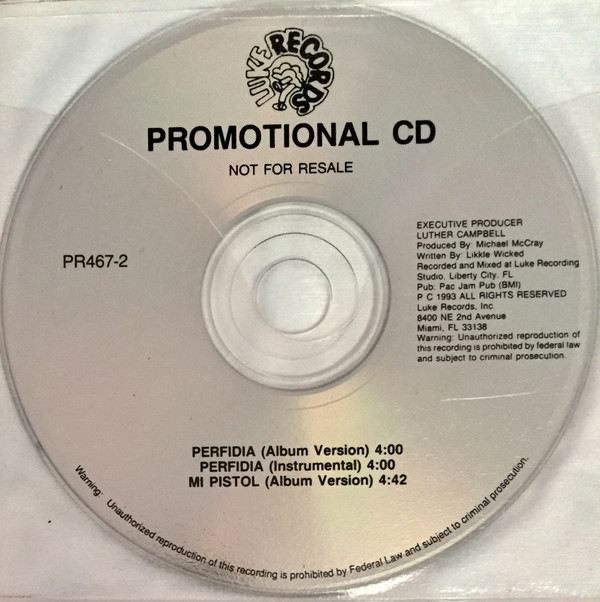 LUKE RECORDS
PROMOTIONAL CD
NOT FOR RESALE
PR467-2
EXECUTIVE PRODUCER
LUTHER CAMPBELL
Produced By: Michael McCray
Written By: Likkle Wicked
Recorded and Mixed at Luke Recording
Studio, Liberty City, FL
Pub: Pac Jam Pub (BMI)
P C 1993 ALL RIGHTS RESERVED
Luke Records, Inc
8400 NE 2nd Avenue
Miami, FL 33138
Warning: Unauthorized reproduction of
this recording is prohibited by federal law
and subject to criminal prosecution.
PERFIDIA (Album Version) 4:00
PERFIDIA (Instrumental) 4:00
MI PISTOL (Album Version) 4:42
Warning: Unauthorized reproduction of this recording is prohibited by Federal Law and subject to criminal prosecution.